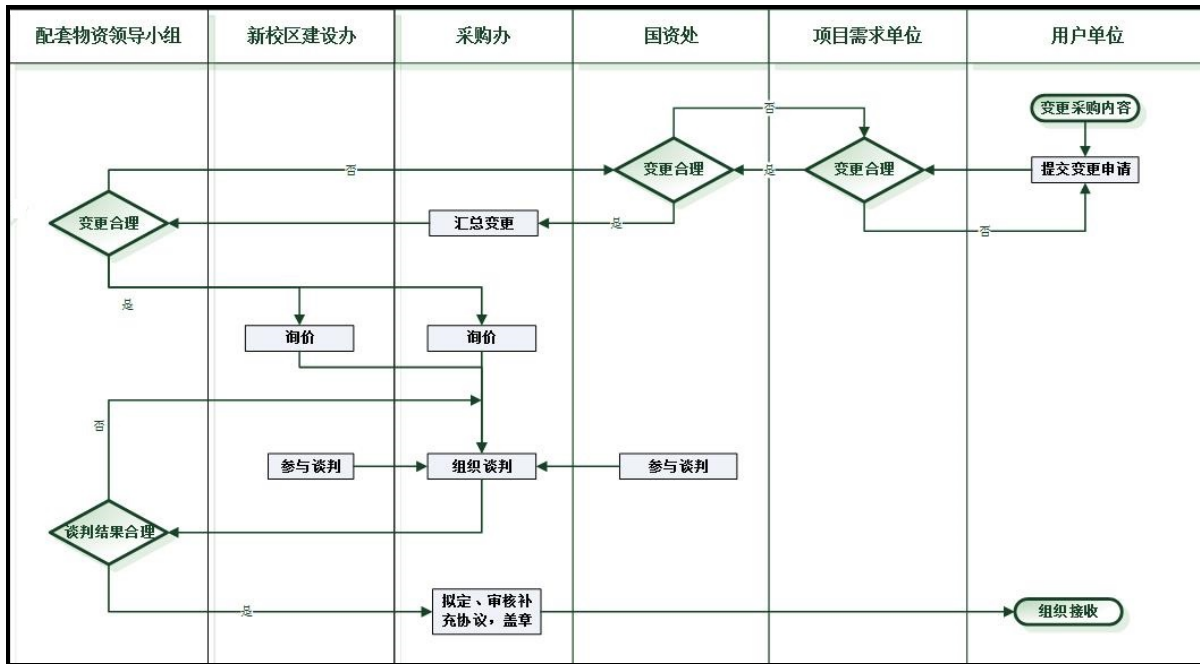 配套物资领导小组
新校区建设办
采购办
国资处
项目需求单位
用户单位
变更采购内容
否
变更合理
是
变更合理
提交变更申请
否
变更合理
汇总变更
是
否
是
询价
询价
否
参与谈判
组织谈判
参与谈判
谈判结果合理
是
拟定、审核补
充协议，盖章
组织接收